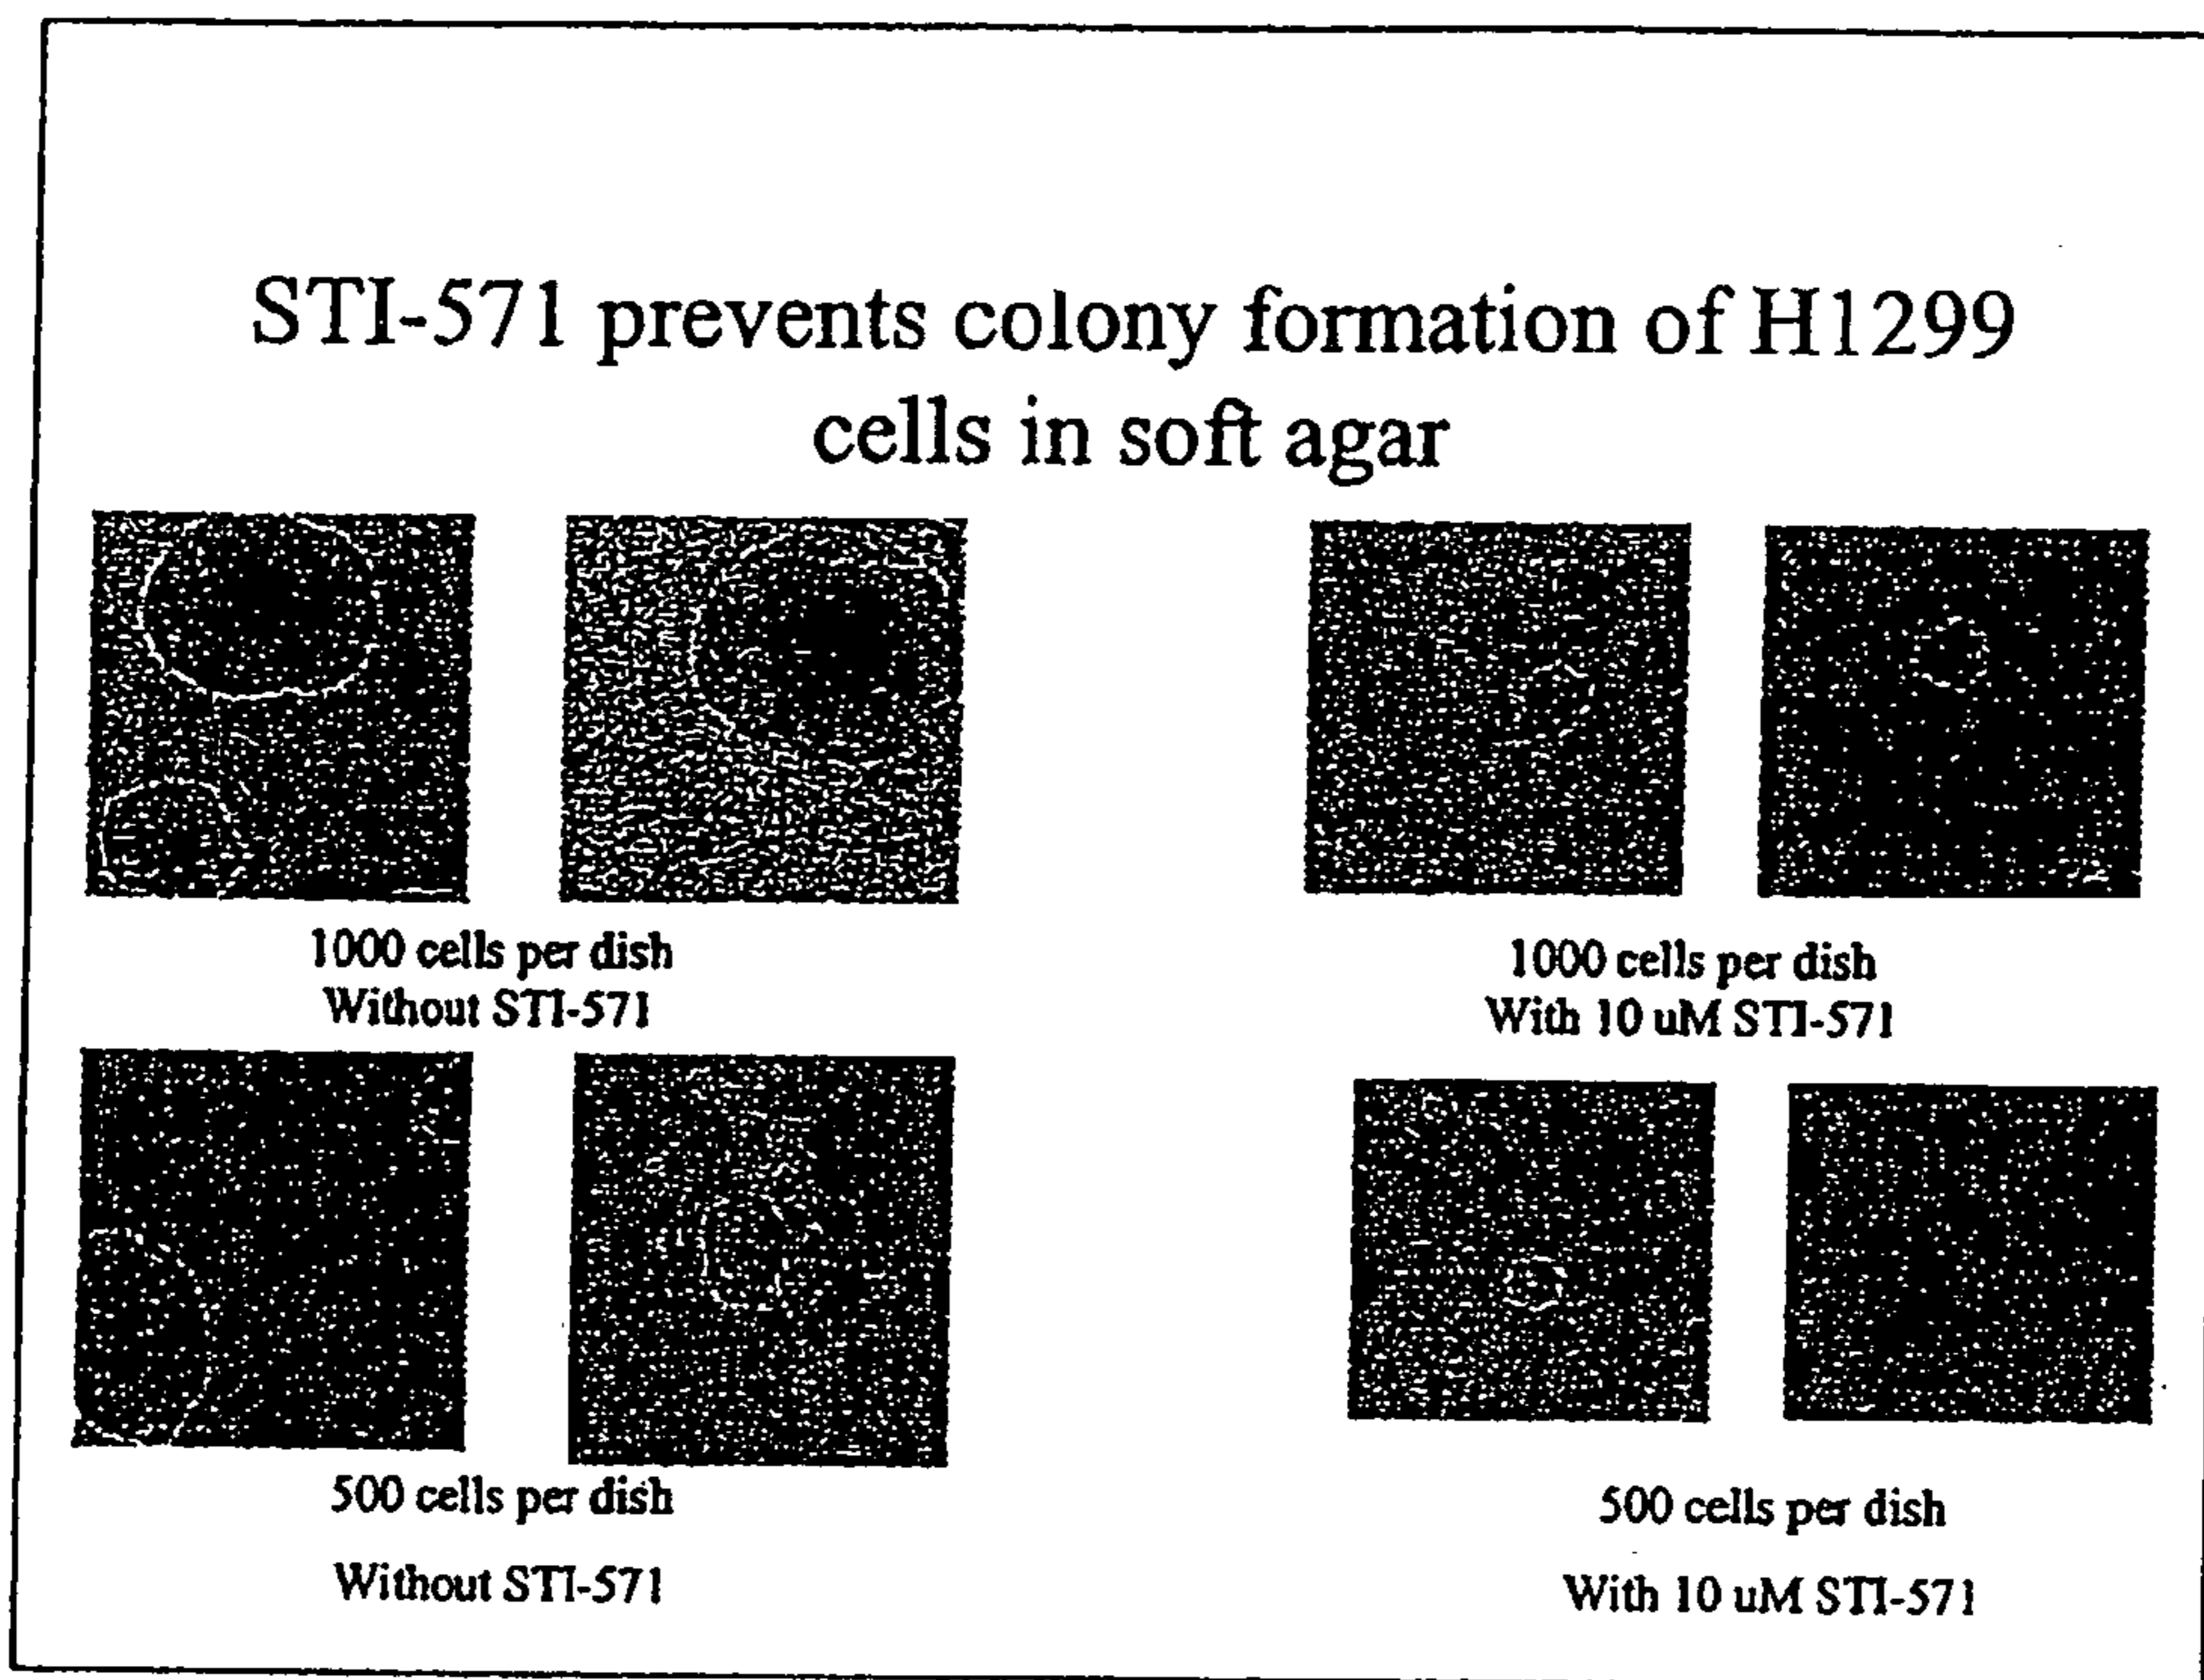 STI-571 prevents colony formation of H1299
cells in soft agar
1000 cells per dish
Without STI-571
1000 cells per dish
With 10 uM STI-571
500 cells per dish
Without STI-571
500 cells per dish
With 10 uM STI-571